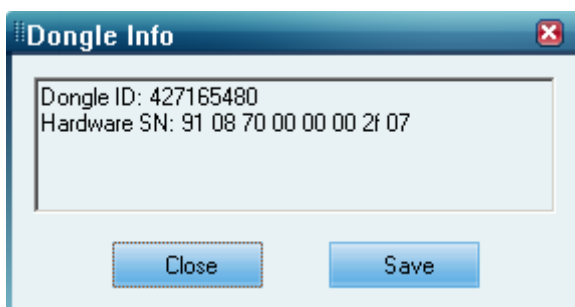 Dongle Info
Dongle ID: 427165480
Hardware SN: 91 08 70 00 00 00 2f 07
Close
Save